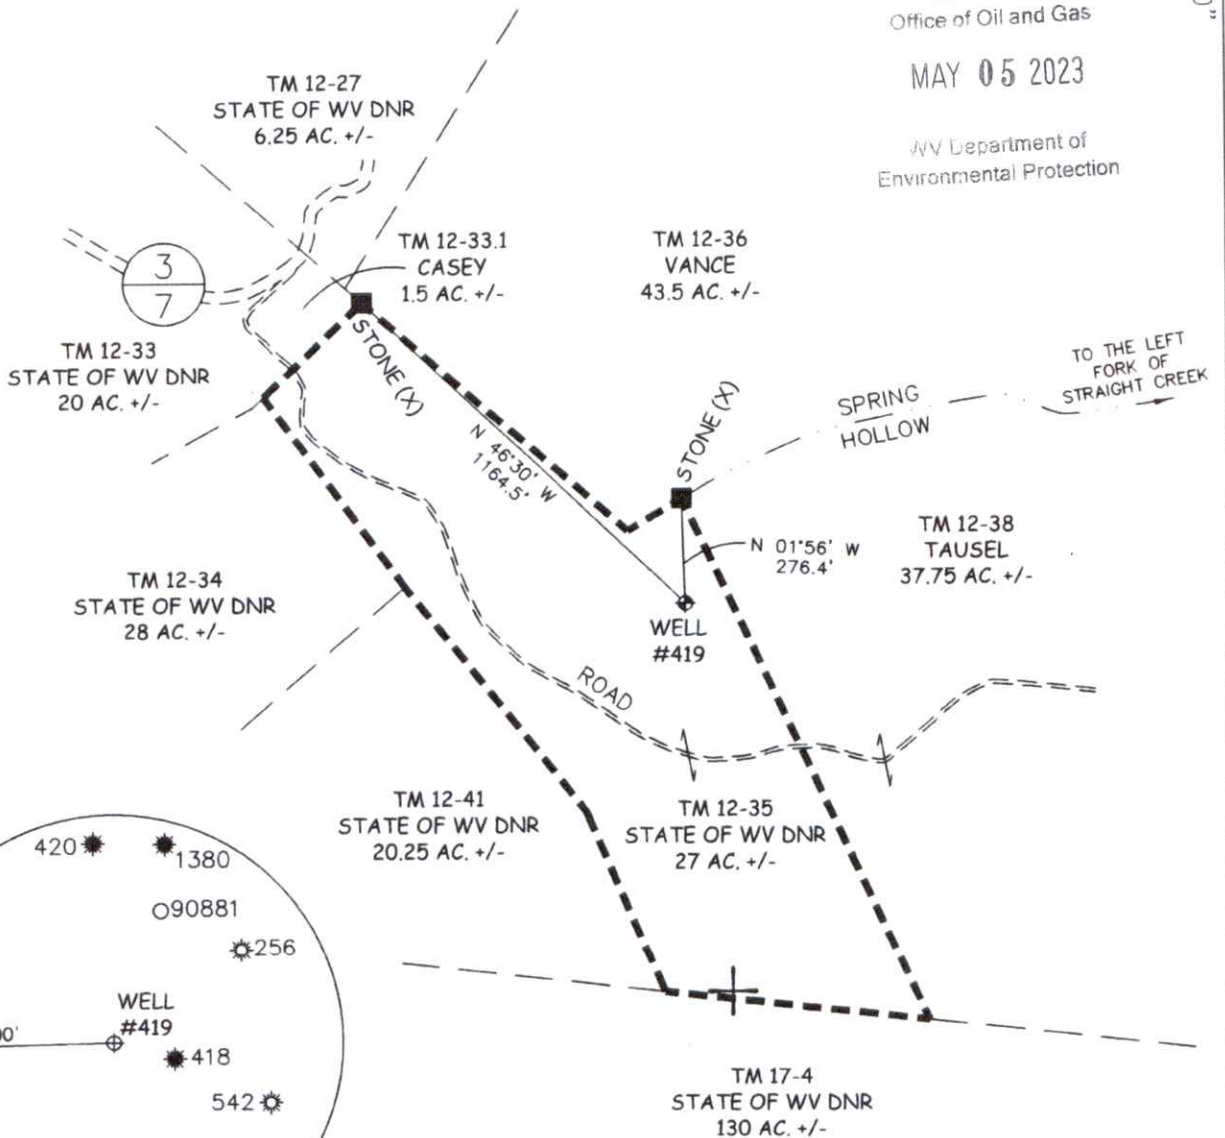 Office of Oil and Gas
MAY 05 2023
WV Department of
Environmental Protection
TM 12-27
STATE OF WV DNR
6.25 AC. +/-
TM 12-33.1
CASEY
1.5 AC. +/-
TM 12-36
VANCE
43.5 AC. +/-
3
7
TM 12-33
STATE OF WV DNR
20 AC. +/-
STONE (X)
TO THE LEFT
FORK OF
STRAIGHT CREEK
SPRING
HOLLOW
STONE (X)
N 46°30' W
1164.5'
N 01°56' W
276.4'
TM 12-38
TAUSEL
37.75 AC. +/-
TM 12-34
STATE OF WV DNR
28 AC. +/-
WELL
#419
ROAD
TM 12-41
STATE OF WV DNR
20.25 AC. +/-
TM 12-35
STATE OF WV DNR
27 AC. +/-
420
1380
90881
256
WELL
#419
418
542
TM 17-4
STATE OF WV DNR
130 AC. +/-